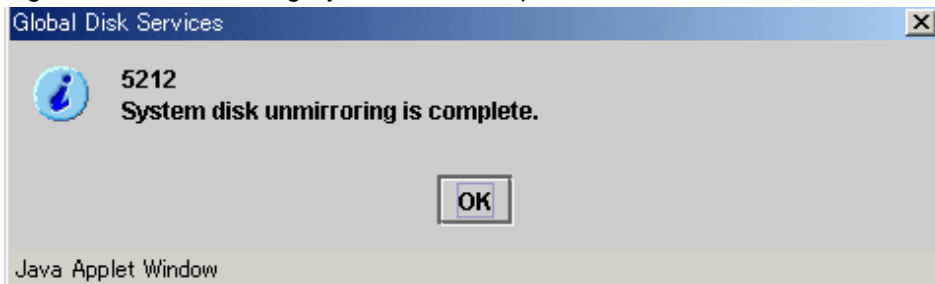 Global Disk Services
5212
System disk unmirroring is complete.
OK
Java Applet Window